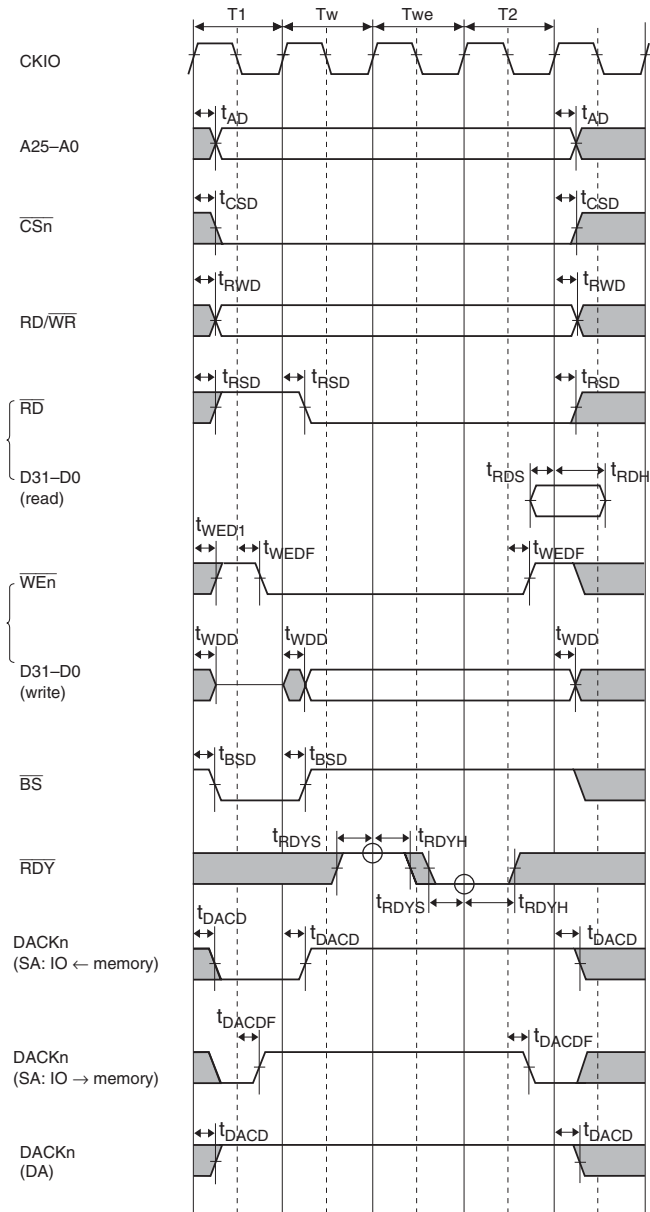 T1 Tw Twe T2
CKIO
tAD tAD
A25–A0
tCSD tCSD
CSn
tRWD tRWD
RD/WR
tRSD tRSD tRSD
RD
tRDS tRDH
D31–D0
(read)
tWED1 tWEDF tWEDF
WEn
tWDD tWDD tWDD
D31–D0
(write)
tBSD tBSD
BS
tRDYS tRDYH
RDY
tRDYS tRDYH
tDACD tDACD tDACD
DACKn
(SA: IO ← memory)
tDACDF tDACDF
DACKn
(SA: IO → memory)
tDACD tDACD
DACKn
(DA)